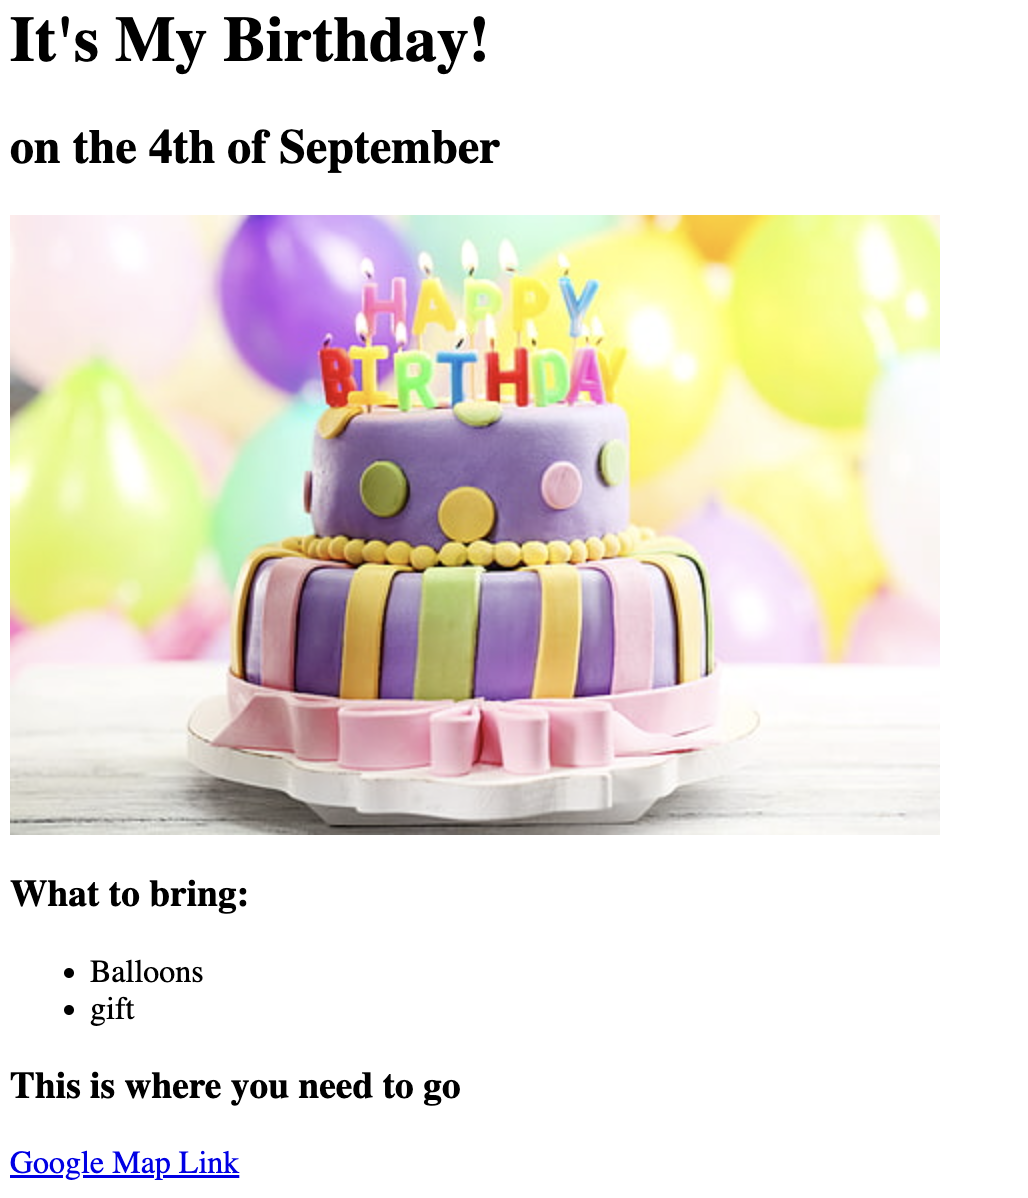 It's My Birthday!
on the 4th of September
HAPPY
BIRTHDAY
What to bring:
Balloons
gift
This is where you need to go
Google Map Link